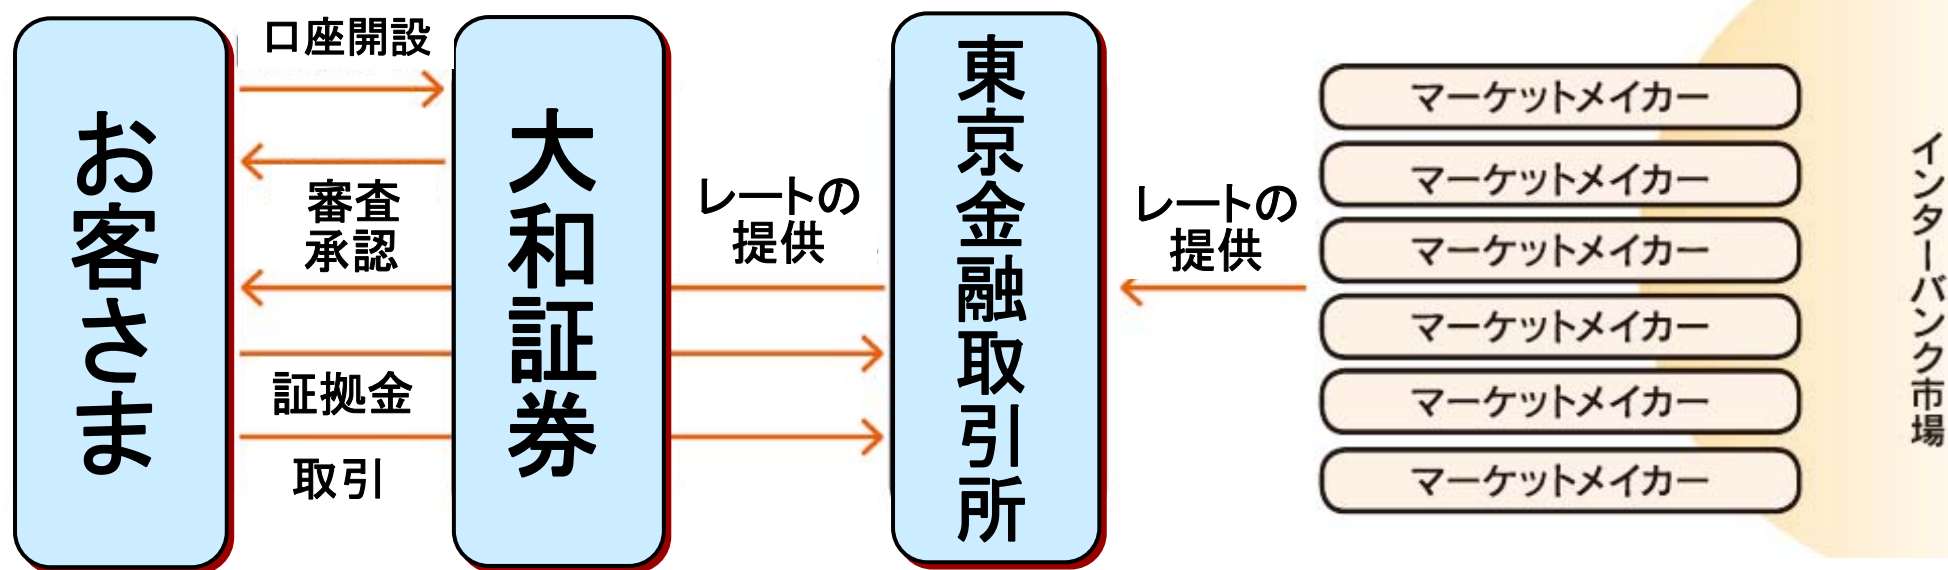 お客さま
口座開設
審査
承認
証拠金
取引
大和証券
レートの
提供
東京金融取引所
レートの
提供
マーケットメイカー
マーケットメイカー
マーケットメイカー
マーケットメイカー
マーケットメイカー
マーケットメイカー
インターバンク市場